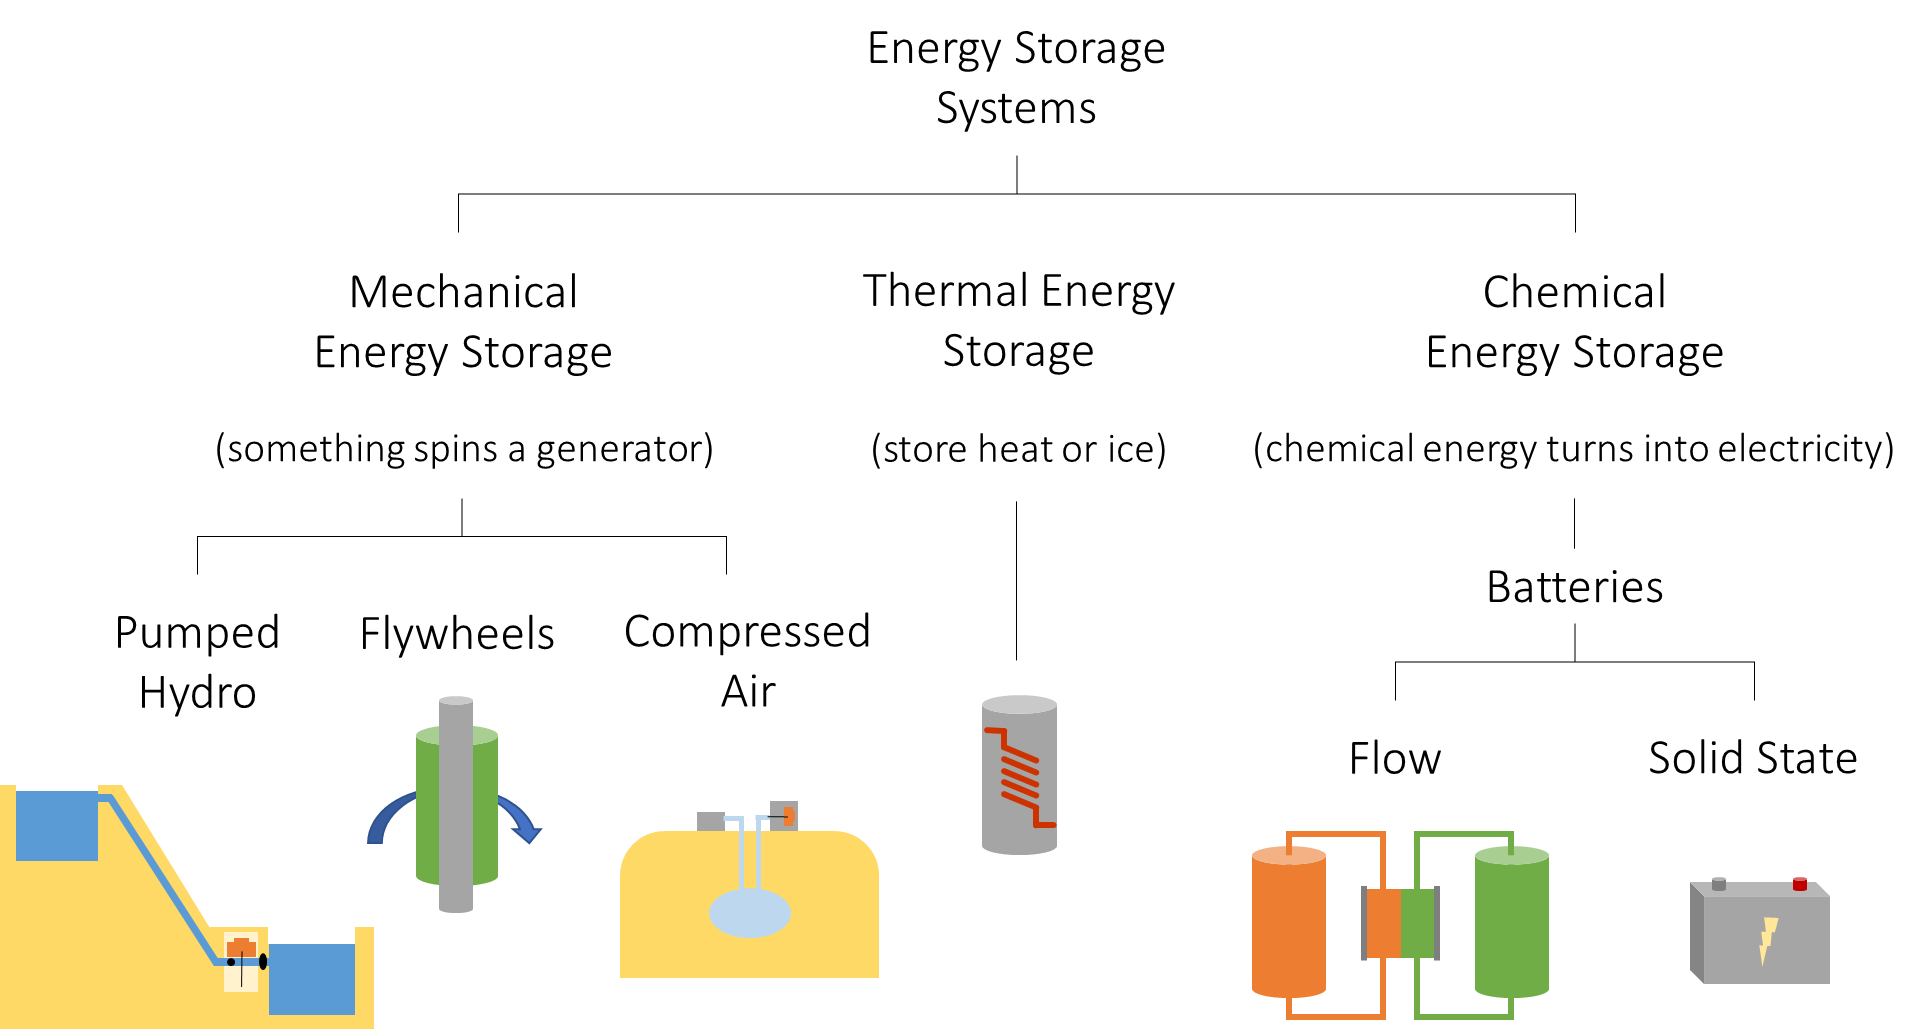 Energy Storage
Systems
Mechanical
Energy Storage
(something spins a generator)
Thermal Energy
Storage
(store heat or ice)
Chemical
Energy Storage
(chemical energy turns into electricity)
Pumped
Hydro
Flywheels
Compressed
Air
Batteries
Flow
Solid State